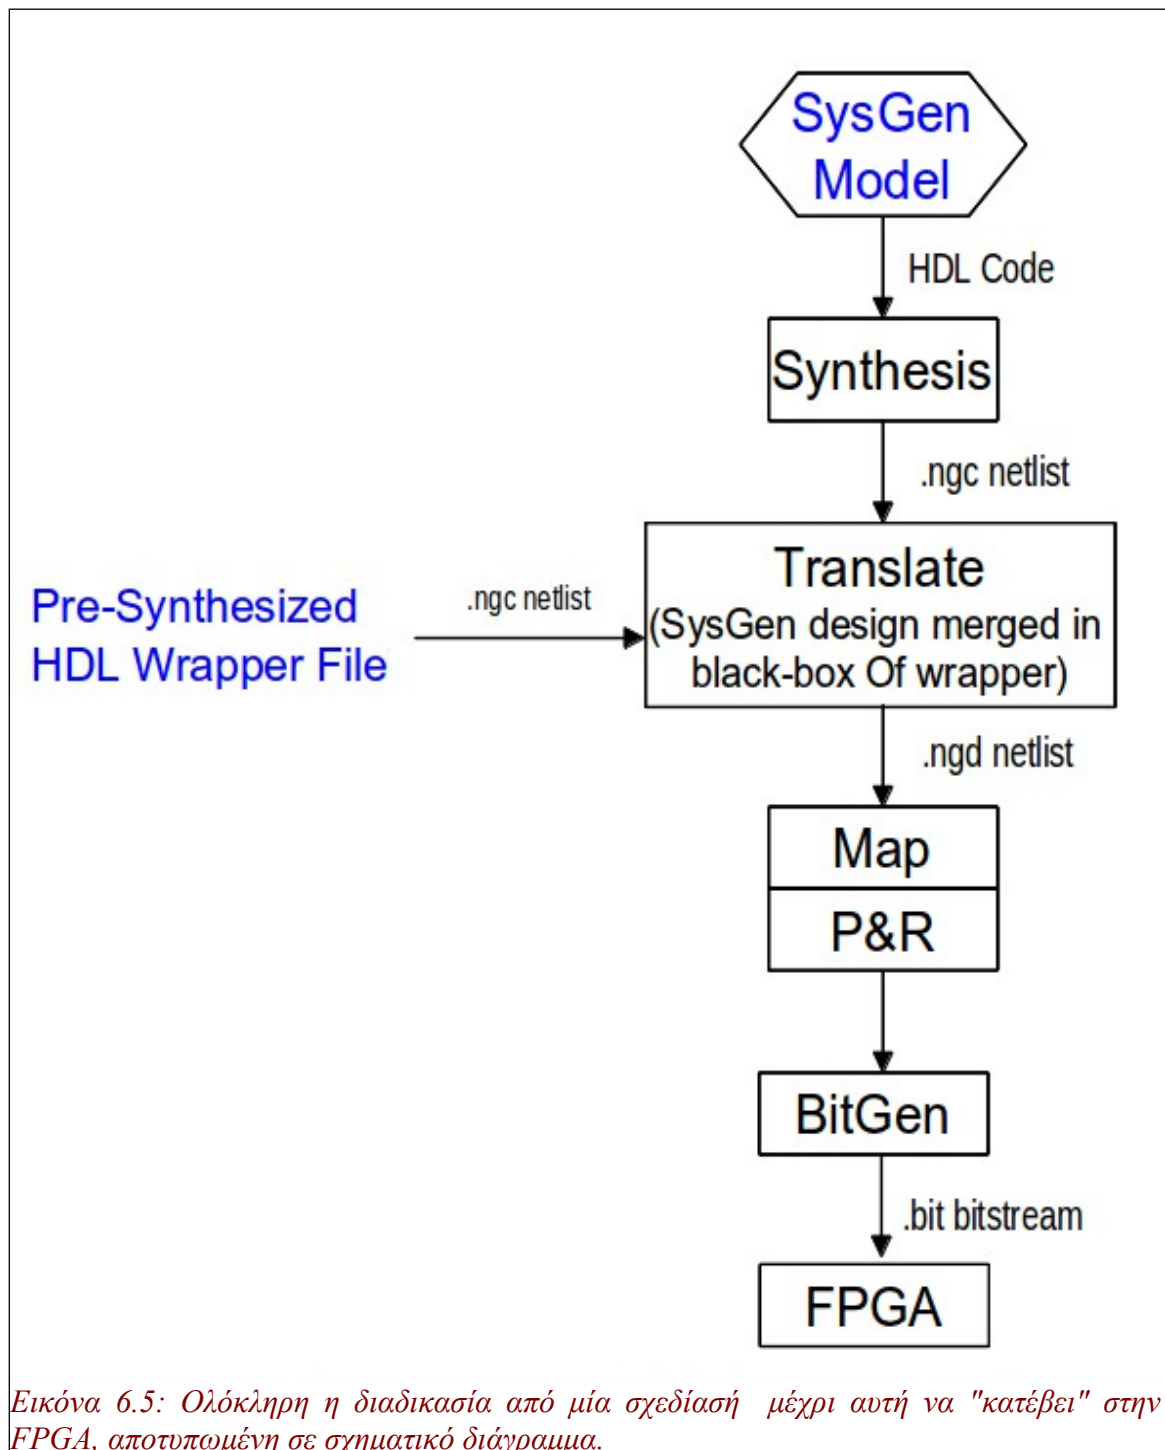 SysGen
Model
HDL Code
Synthesis
.ngc netlist
Pre-Synthesized
HDL Wrapper File
.ngc netlist
Translate
(SysGen design merged in
black-box Of wrapper)
.ngd netlist
Map
P&R
BitGen
.bit bitstream
FPGA
Εικόνα 6.5: Ολόκληρη η διαδικασία από μία σχεδίασή μέχρι αυτή να "κατέβει" στην
FPGA, αποτυπωμένη σε σχηματικό διάγραμμα.